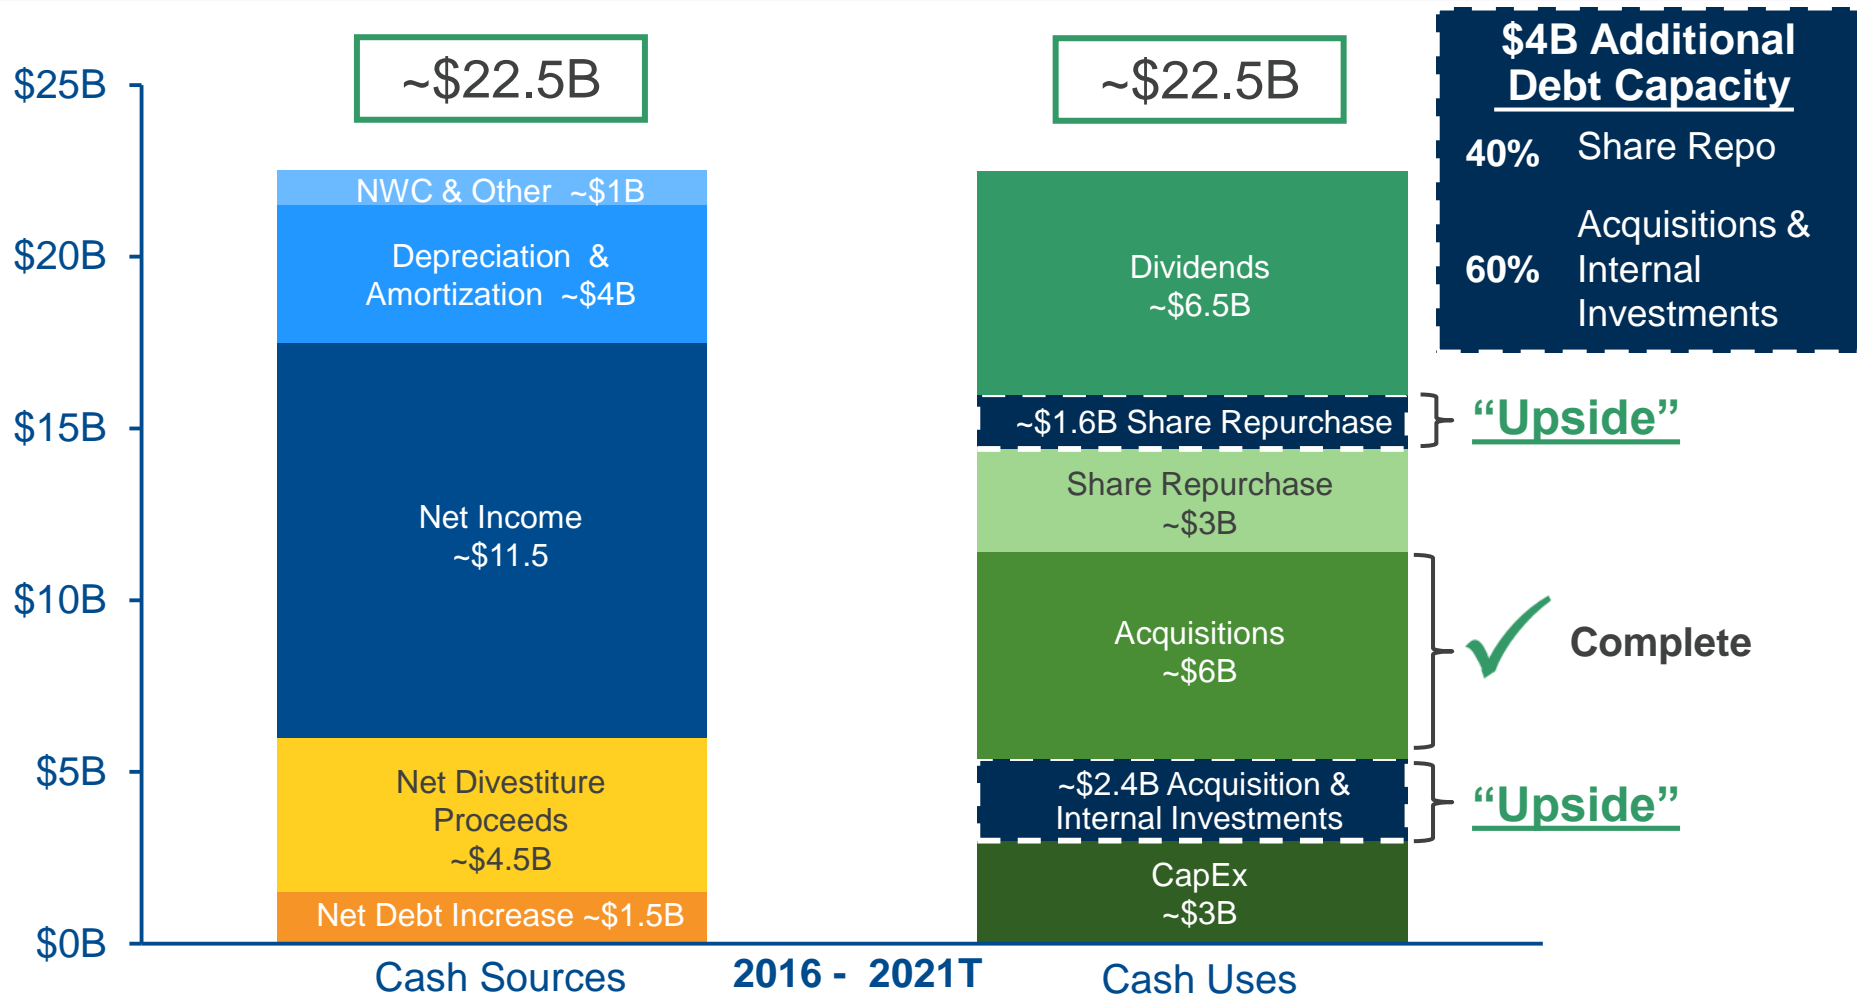 ~$22.5B
~$22.5B
$4B Additional
Debt Capacity
40% Share Repo
60% Acquisitions &
Internal
Investments
$25B
$20B
$15B
$10B
$5B
$0B
NWC & Other ~$1B
Depreciation &
Amortization ~$4B
Net Income
~$11.5
Net Divestiture
Proceeds
~$4.5B
Net Debt Increase ~$1.5B
Dividends
~$6.5B
~$1.6B Share Repurchase
Share Repurchase
~$3B
Acquisitions
~$6B
~$2.4B Acquisition &
Internal Investments
CapEx
~$3B
“Upside”
Complete
“Upside”
Cash Sources
2016 - 2021T
Cash Uses